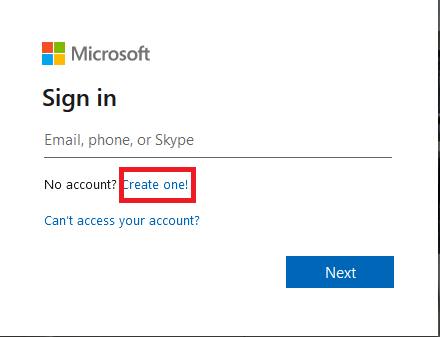 Microsoft
Sign in
Email, phone, or Skype
No account? Create one!
Can't access your account?
Next